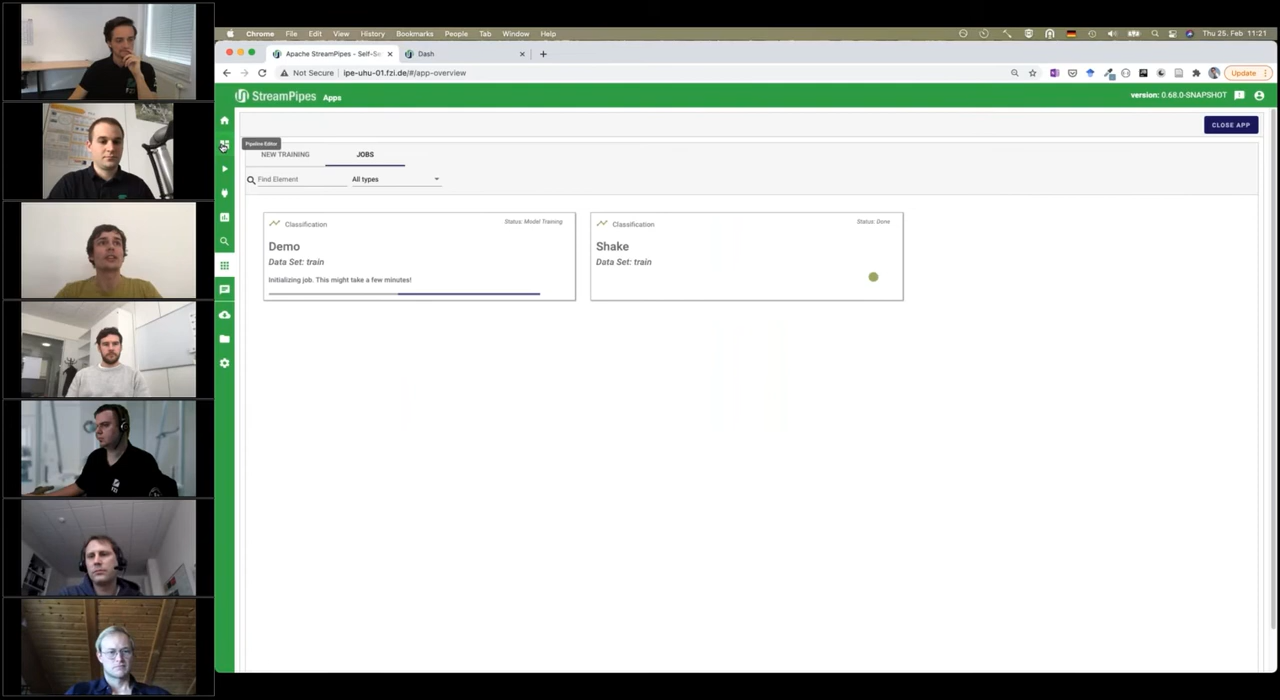 Chrome File Edit View History Bookmarks People Tab Window Help Thu 25. Feb 11:21
Apache StreamPipes - Self-Se Dash
Not Secure ipe-uhu-01.fzi.de/#/app-overview Update
StreamPipes Apps version: 0.68.0-SNAPSHOT
CLOSE APP
Pipeline Editor
NEW TRAINING JOBS
Find Element All types
Classification Status: Model Training
Demo
Data Set: train
Initializing job. This might take a few minutes!
Classification Status: Done
Shake
Data Set: train